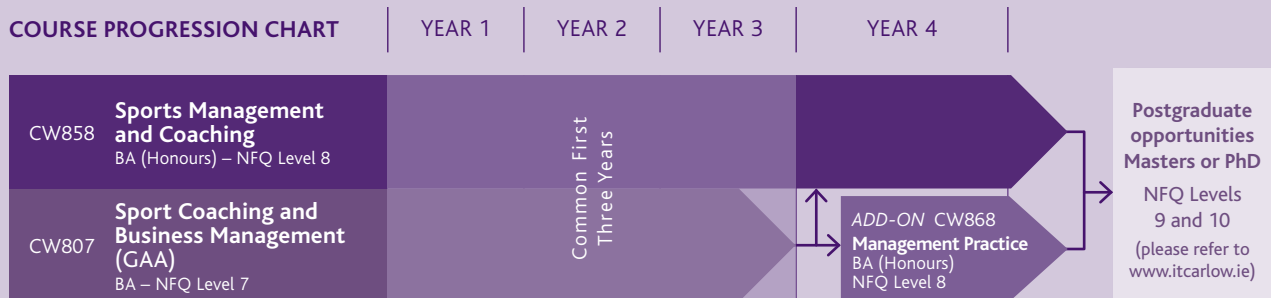 COURSE PROGRESSION CHART
YEAR 1
YEAR 2
YEAR 3
YEAR 4
CW858
Sports Management
and Coaching
BA (Honours) – NFQ Level 8
CW807
Sport Coaching and
Business Management
(GAA)
BA – NFQ Level 7
Common First
Three Years
ADD-ON CW868
Management Practice
BA (Honours)
NFQ Level 8
Postgraduate
opportunities
Masters or PhD
NFQ Levels
9 and 10
(please refer to
www.itcarlow.ie)